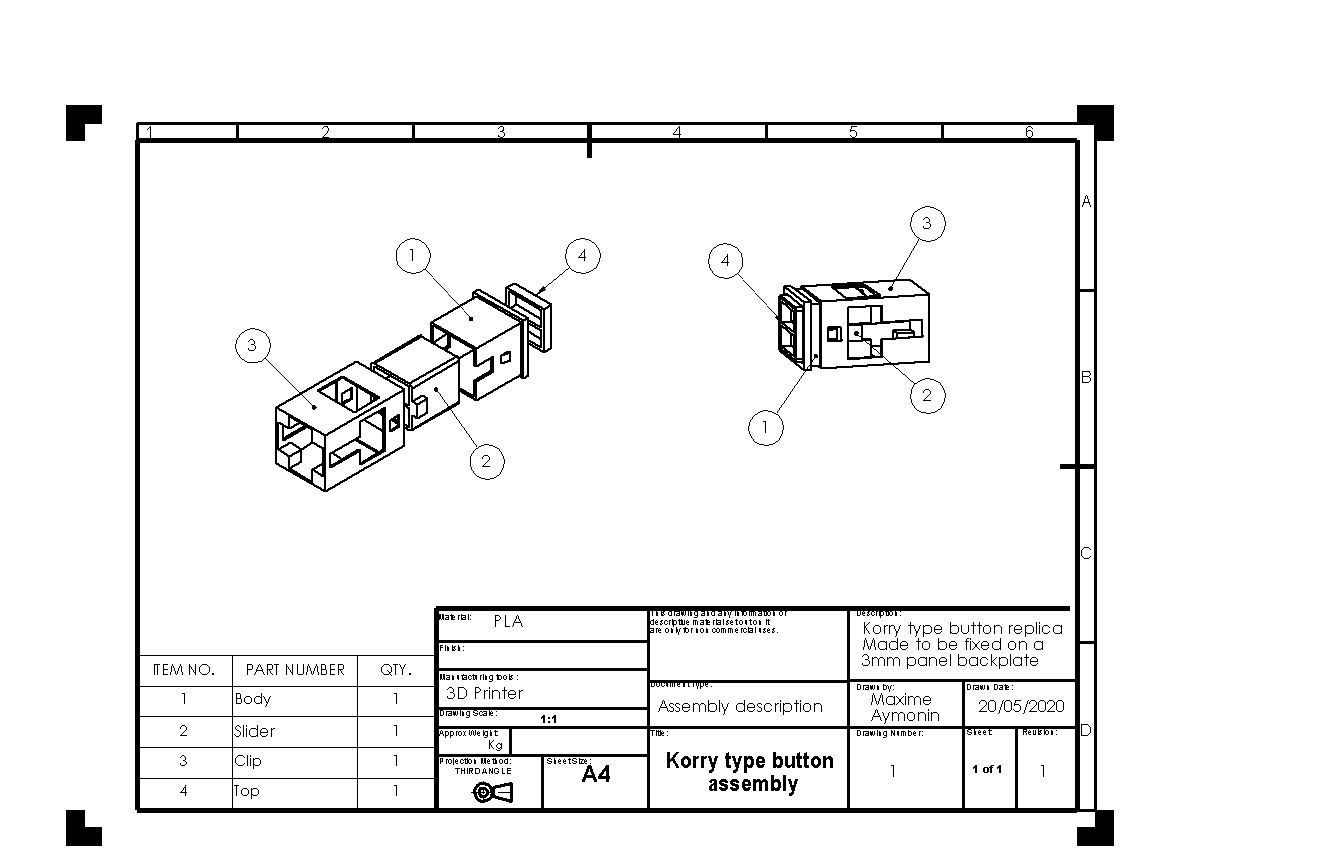 1 2 3 4 5 6
A
B
C
D
3
1
4
4
1
3
2
3
1
2
ITEM NO. PART NUMBER QTY.
1 Body 1
2 Slider 1
3 Clip 1
4 Top 1
Material: PLA
Finish:
Manufacturing tools:
3D Printer
Drawing Scale: 1:1
Approx Weight:
Kg
Projection Method:
THIRD ANGLE
Sheet Size:
A4
This drawing and any information or
descriptive material set out on it
are only for non commercial uses.
Document type:
Assembly description
Title:
Korry type button
assembly
Description:
Korry type button replica
Made to be fixed on a
3mm panel backplate
Drawn by:
Maxime
Aymonin
Drawn Date:
20/05/2020
Drawing Number:
1
Sheet:
1 of 1
Revision:
1